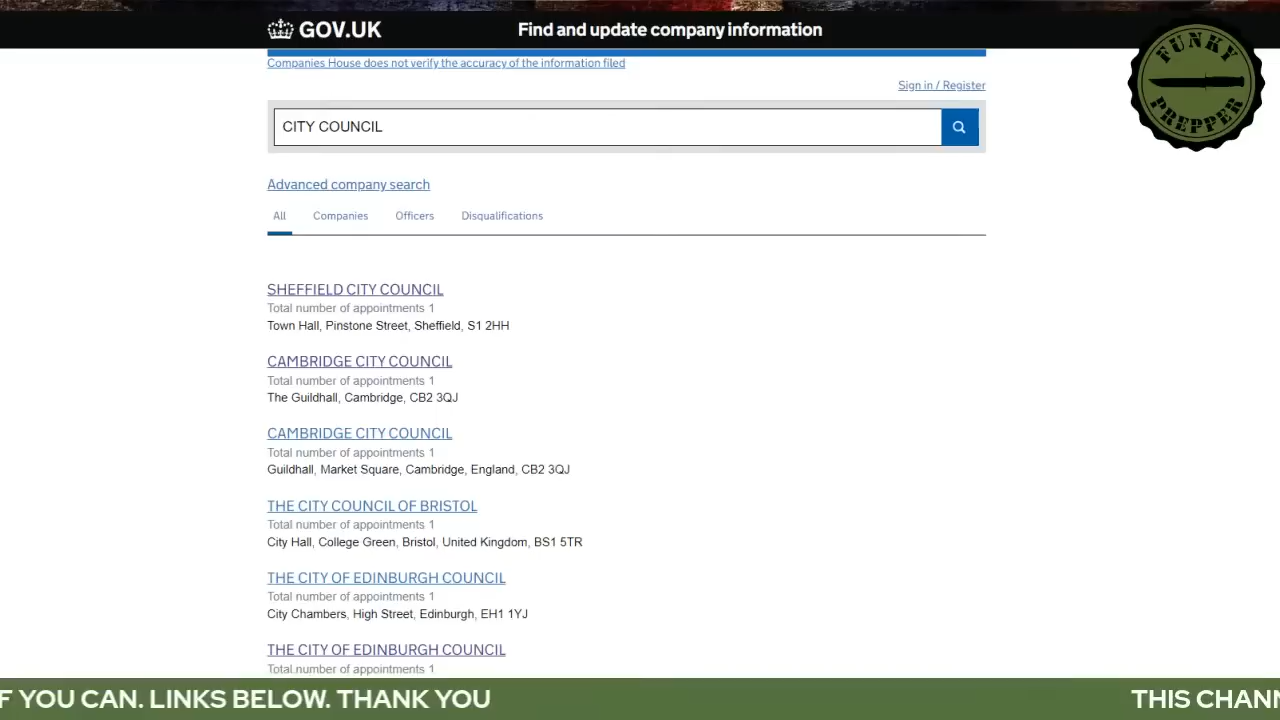 GOV.UK
Find and update company information
FUNKY
PREPPER
Companies House does not verify the accuracy of the information filed
Sign in / Register
CITY COUNCIL
Advanced company search
All Companies Officers Disqualifications
SHEFFIELD CITY COUNCIL
Total number of appointments 1
Town Hall, Pinstone Street, Sheffield, S1 2HH
CAMBRIDGE CITY COUNCIL
Total number of appointments 1
The Guildhall, Cambridge, CB2 3QJ
CAMBRIDGE CITY COUNCIL
Total number of appointments 1
Guildhall, Market Square, Cambridge, England, CB2 3QJ
THE CITY COUNCIL OF BRISTOL
Total number of appointments 1
City Hall, College Green, Bristol, United Kingdom, BS1 5TR
THE CITY OF EDINBURGH COUNCIL
Total number of appointments 1
City Chambers, High Street, Edinburgh, EH1 1YJ
THE CITY OF EDINBURGH COUNCIL
Total number of appointments 1
F YOU CAN. LINKS BELOW. THANK YOU THIS CHANN